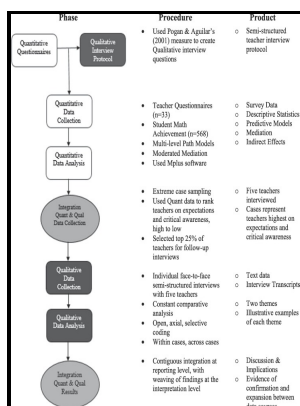 Phase
Procedure
Product
Quantitative
Questionnaires
Qualitative
Interview
Protocol
• Used Pogan & Aguilar's
(2001) measure to create
Qualitative interview
questions
o Semi-structured
teacher interview
protocol
Quantitative
Data
Collection
• Teacher Questionnaires
(n=33)
• Student Math
Achievement (n=568)
• Multi-level Path Models
• Moderated Mediation
• Used Mplus software
o Survey Data
o Descriptive Statistics
o Predictive Models
o Mediation
o Indirect Effects
Quantitative
Data Analysis
Integration
Quant & Qual
Data Collection
• Extreme case sampling
• Used Quant data to rank
teachers on expectations
and critical awareness,
high to low
• Selected top 25% of
teachers for follow-up
interviews
o Five teachers
interviewed
o Cases represent
teachers highest on
expectations and
critical awareness
Qualitative
Data
Collection
• Individual face-to-face
semi-structured interviews
with five teachers
• Constant comparative
analysis
• Open, axial, selective
coding
• Within cases, across cases
o Text data
o Interview Transcripts
o Two themes
o Illustrative examples
of each theme
Qualitative
Data Analysis
Integration
Quant & Qual
Results
• Contiguous integration at
reporting level, with
weaving of findings at the
interpretation level
o Discussion &
Implications
o Evidence of
confirmation and
expansion between